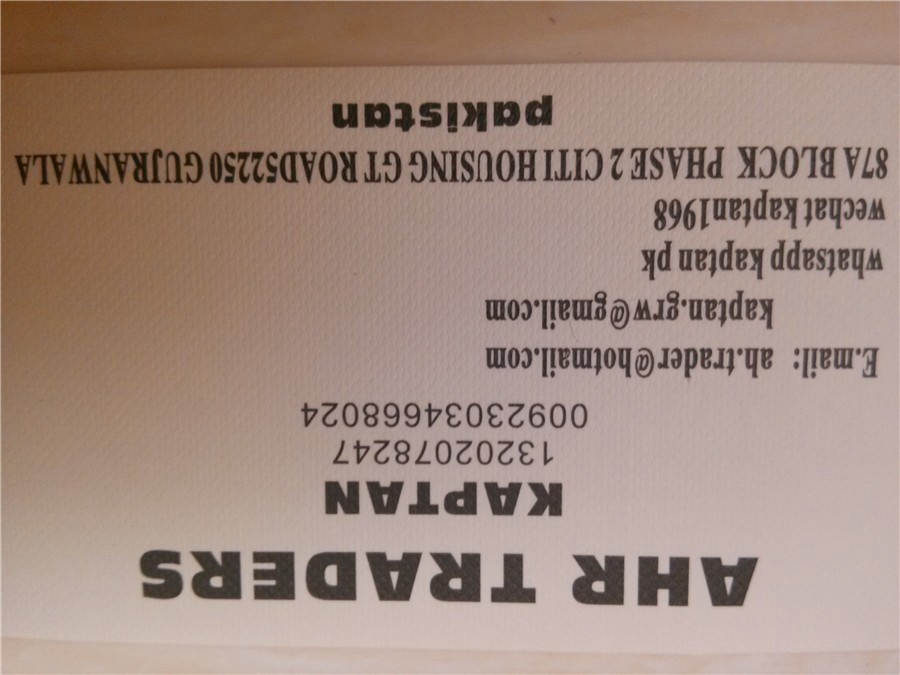 AHR TRADERS
KAPTAN
13202078247
00923034668024
E.mail: ah.trader@hotmail.com
kaptan.grw@gmail.com
whatsapp kaptan pk
wechat kaptan1968
87A BLOCK PHASE 2 CITI HOUSING GT ROAD52250 GUJRANWALA
pakistan